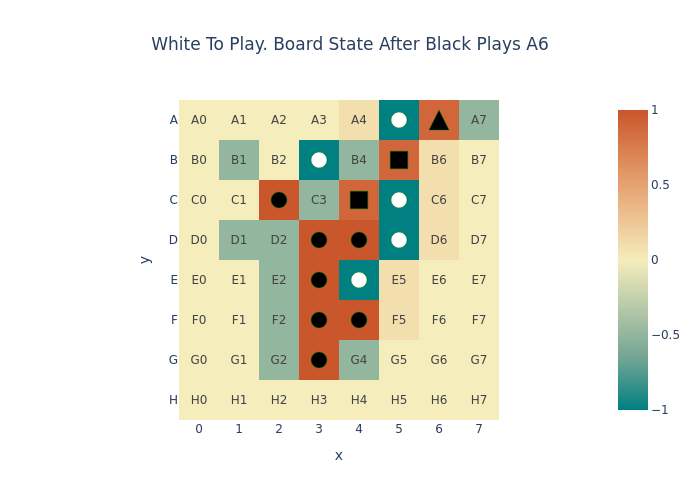 White To Play. Board State After Black Plays A6
A A0 A1 A2 A3 A4 A7
B B0 B1 B2 B4 B6 B7
C C0 C1 C3 C6 C7
D D0 D1 D2 D6 D7
E E0 E1 E2 E5 E6 E7
F F0 F1 F2 F5 F6 F7
G G0 G1 G2 G4 G5 G6 G7
H H0 H1 H2 H3 H4 H5 H6 H7
0 1 2 3 4 5 6 7
x
y
1
0.5
0
−0.5
−1